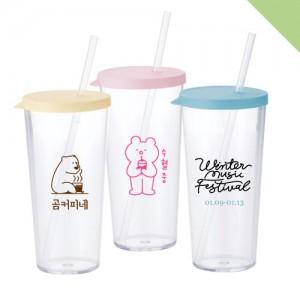 곰커피네
Winter
Music
Festival
01.09-01.13